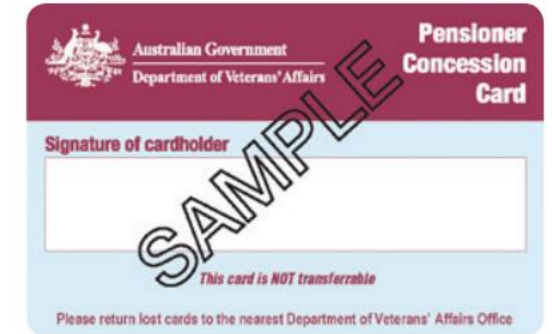 Australian Government
Department of Veterans' Affairs
Pensioner
Concession
Card
Signature of cardholder
SAMPLE
This card is NOT transferrable
Please return lost cards to the nearest Department of Veterans' Affairs Office